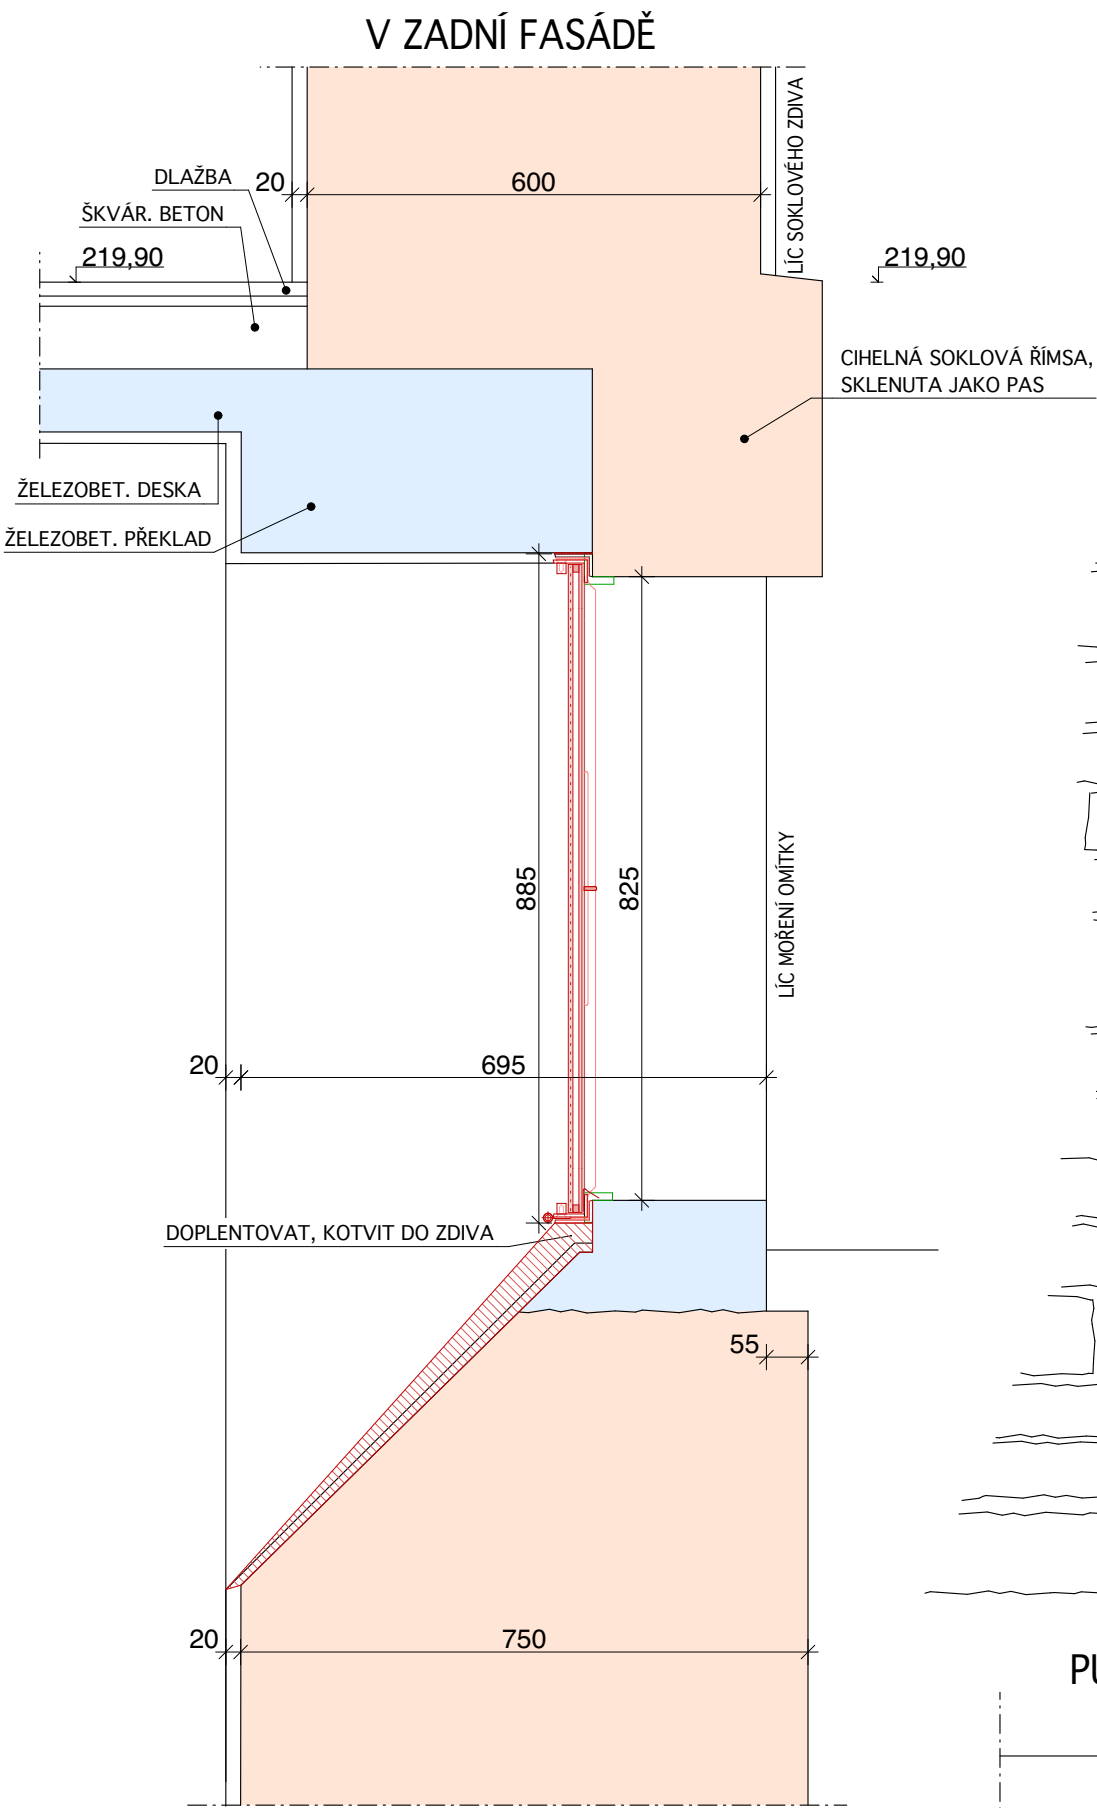 V ZADNÍ FASÁDĚ
LÍC SOKLOVÉHO ZDIVA
DLAŽBA
20
600
ŠKVÁR. BETON
219,90
219,90
CIHELNÁ SOKLOVÁ ŘÍMSA,
SKLENUTA JAKO PAS
ŽELEZOBET. DESKA
ŽELEZOBET. PŘEKLAD
885
825
LÍC MOŘENÍ OMÍTKY
20
695
DOPLENTOVAT, KOTVIT DO ZDIVA
55
20
750